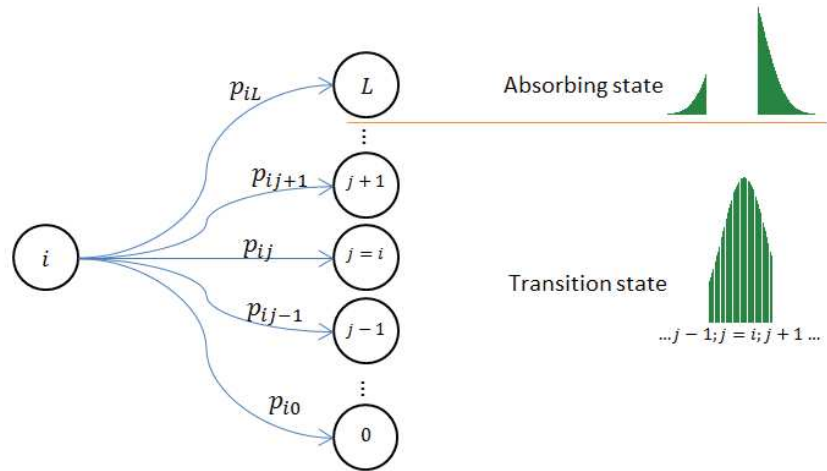 p_{iL}
L
Absorbing state
⋮
p_{ij+1}
j + 1
i
p_{ij}
j = i
Transition state
p_{ij−1}
j − 1
...j − 1; j = i; j + 1 ...
⋮
p_{i0}
0